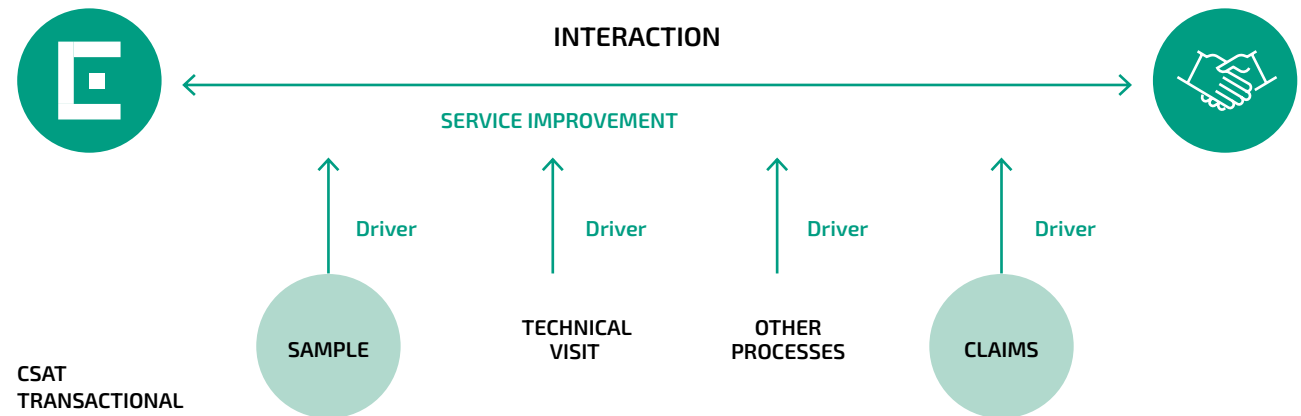 INTERACTION
SERVICE IMPROVEMENT
Driver
Driver
Driver
Driver
SAMPLE
TECHNICAL
VISIT
OTHER
PROCESSES
CLAIMS
CSAT
TRANSACTIONAL